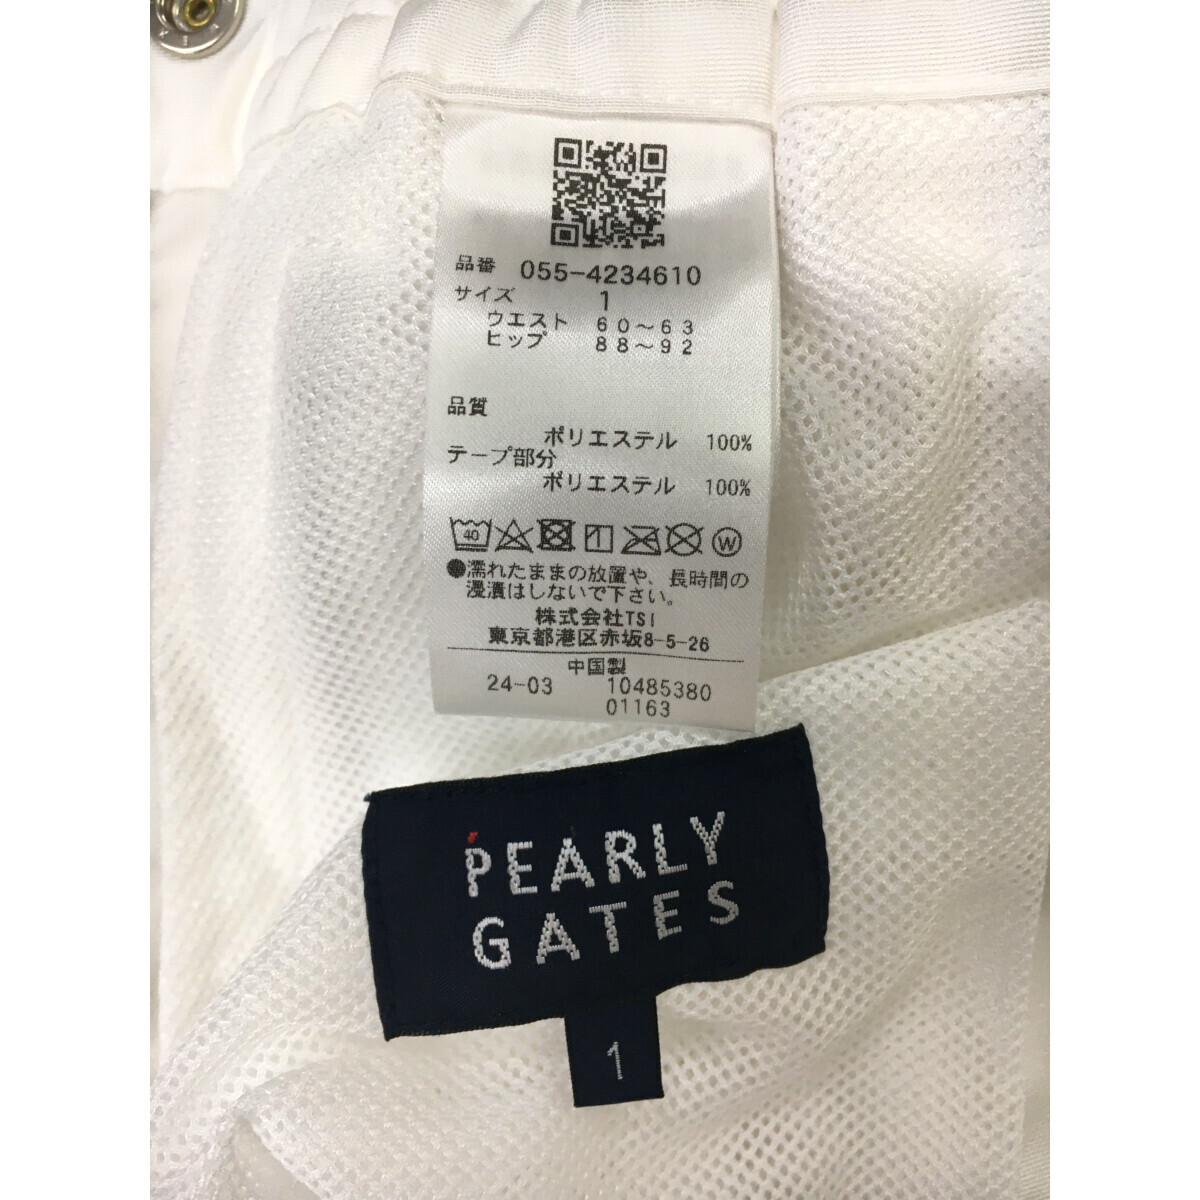 品番 055-4234610
サイズ 1
ウエスト 60～63
ヒップ 88～92
品質
ポリエステル 100%
テープ部分
ポリエステル 100%
40 W
●濡れたままの放置や、長時間の
浸漬はしないで下さい。
株式会社TSI
東京都港区赤坂8-5-26
中国製
24-03 10485380
01163
PEARLY
GATES
1